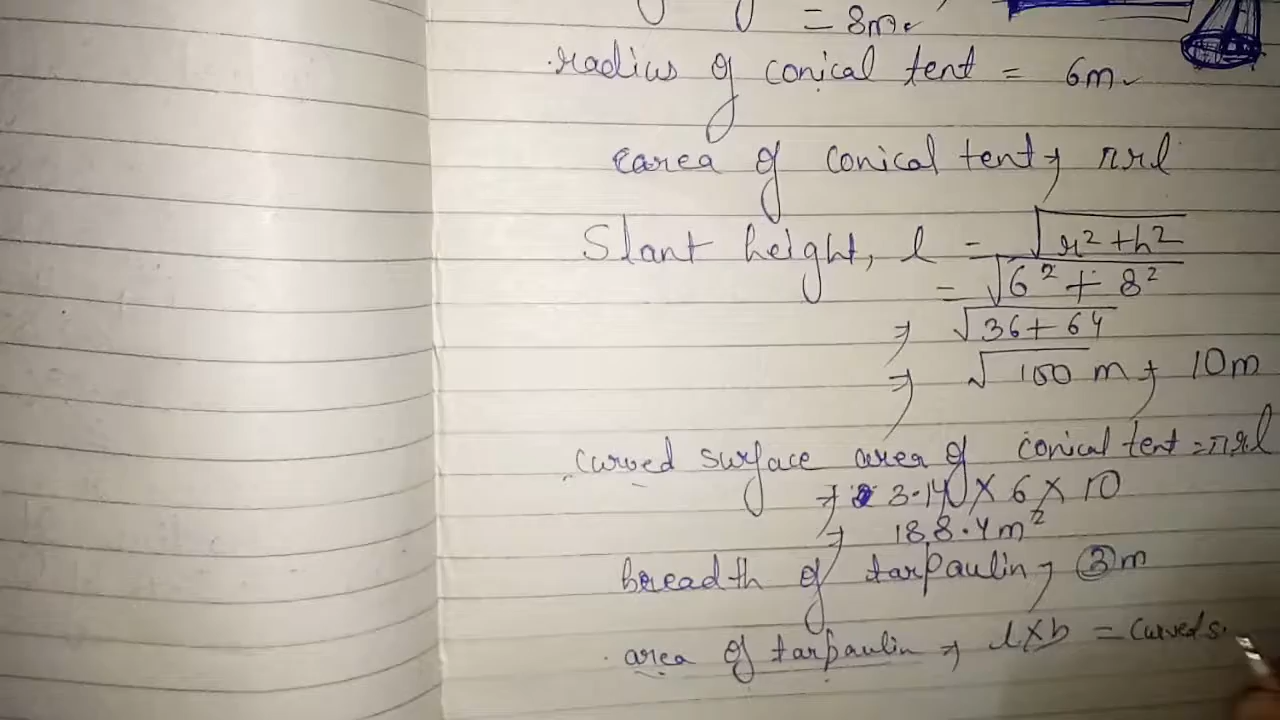 = 8m
radius of conical tent = 6m
area of conical tent ⇒ πrl
Slant height, l = √r²+h²
= √6² + 8²
⇒ √36+64
⇒ √100 m ⇒ 10m
curved surface area of conical tent = πrl
⇒ 3.14 × 6 × 10
⇒ 188.4m²
breadth of tarpaulin ⇒ 3m
area of tarpaulin ⇒ l×b = curved s.